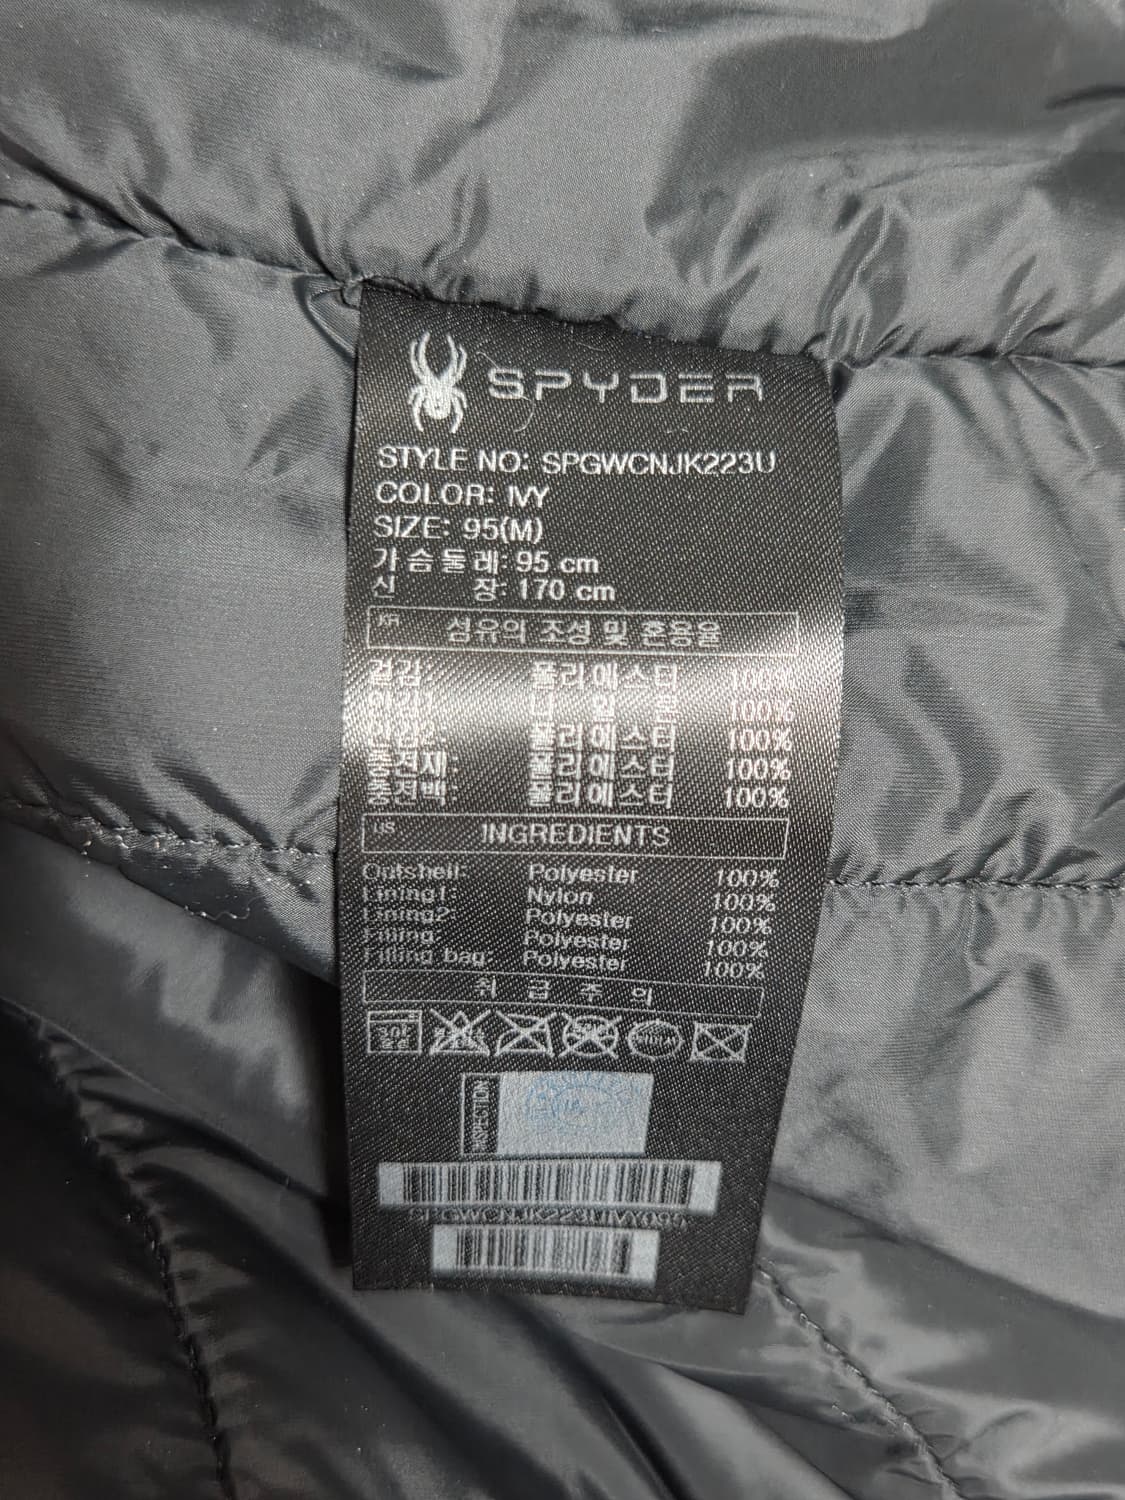 SPYDER
STYLE NO: SPGWCNJK223U
COLOR: IVY
SIZE: 95(M)
가슴둘레: 95 cm
신 장: 170 cm
KR 섬유의 조성 및 혼용율
겉감: 폴리에스터 100%
안감1: 나일론 100%
안감2: 폴리에스터 100%
충전재: 폴리에스터 100%
충전백: 폴리에스터 100%
US INGREDIENTS
Outshell: Polyester 100%
Lining1: Nylon 100%
Lining2: Polyester 100%
Filling: Polyester 100%
Filling bag: Polyester 100%
취 급 주 의
INSPECTION